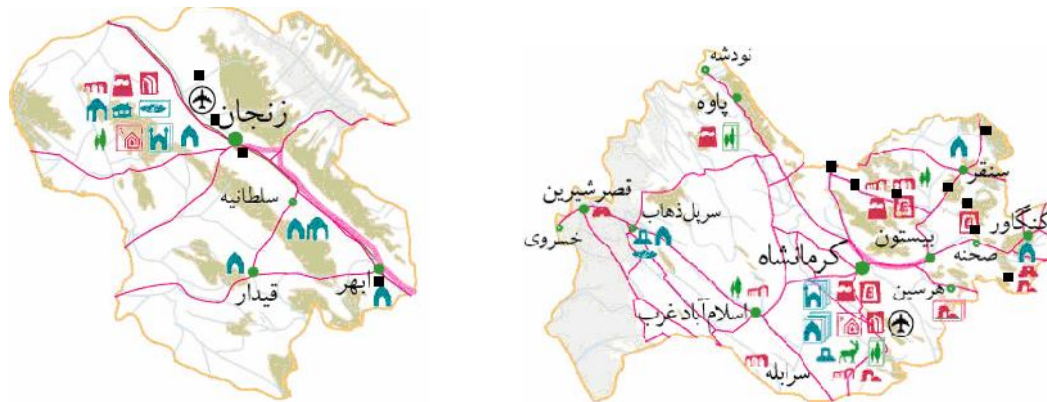 زنجان
سلطانیه
ابهر
قیدار
نودشه
پاوه
سنقر
قصرشیرین
سرپل‌ذهاب
کنگاور
بیستون
خسروی
صحنه
کرمانشاه
هرسین
اسلام‌آباد غرب
سرابله